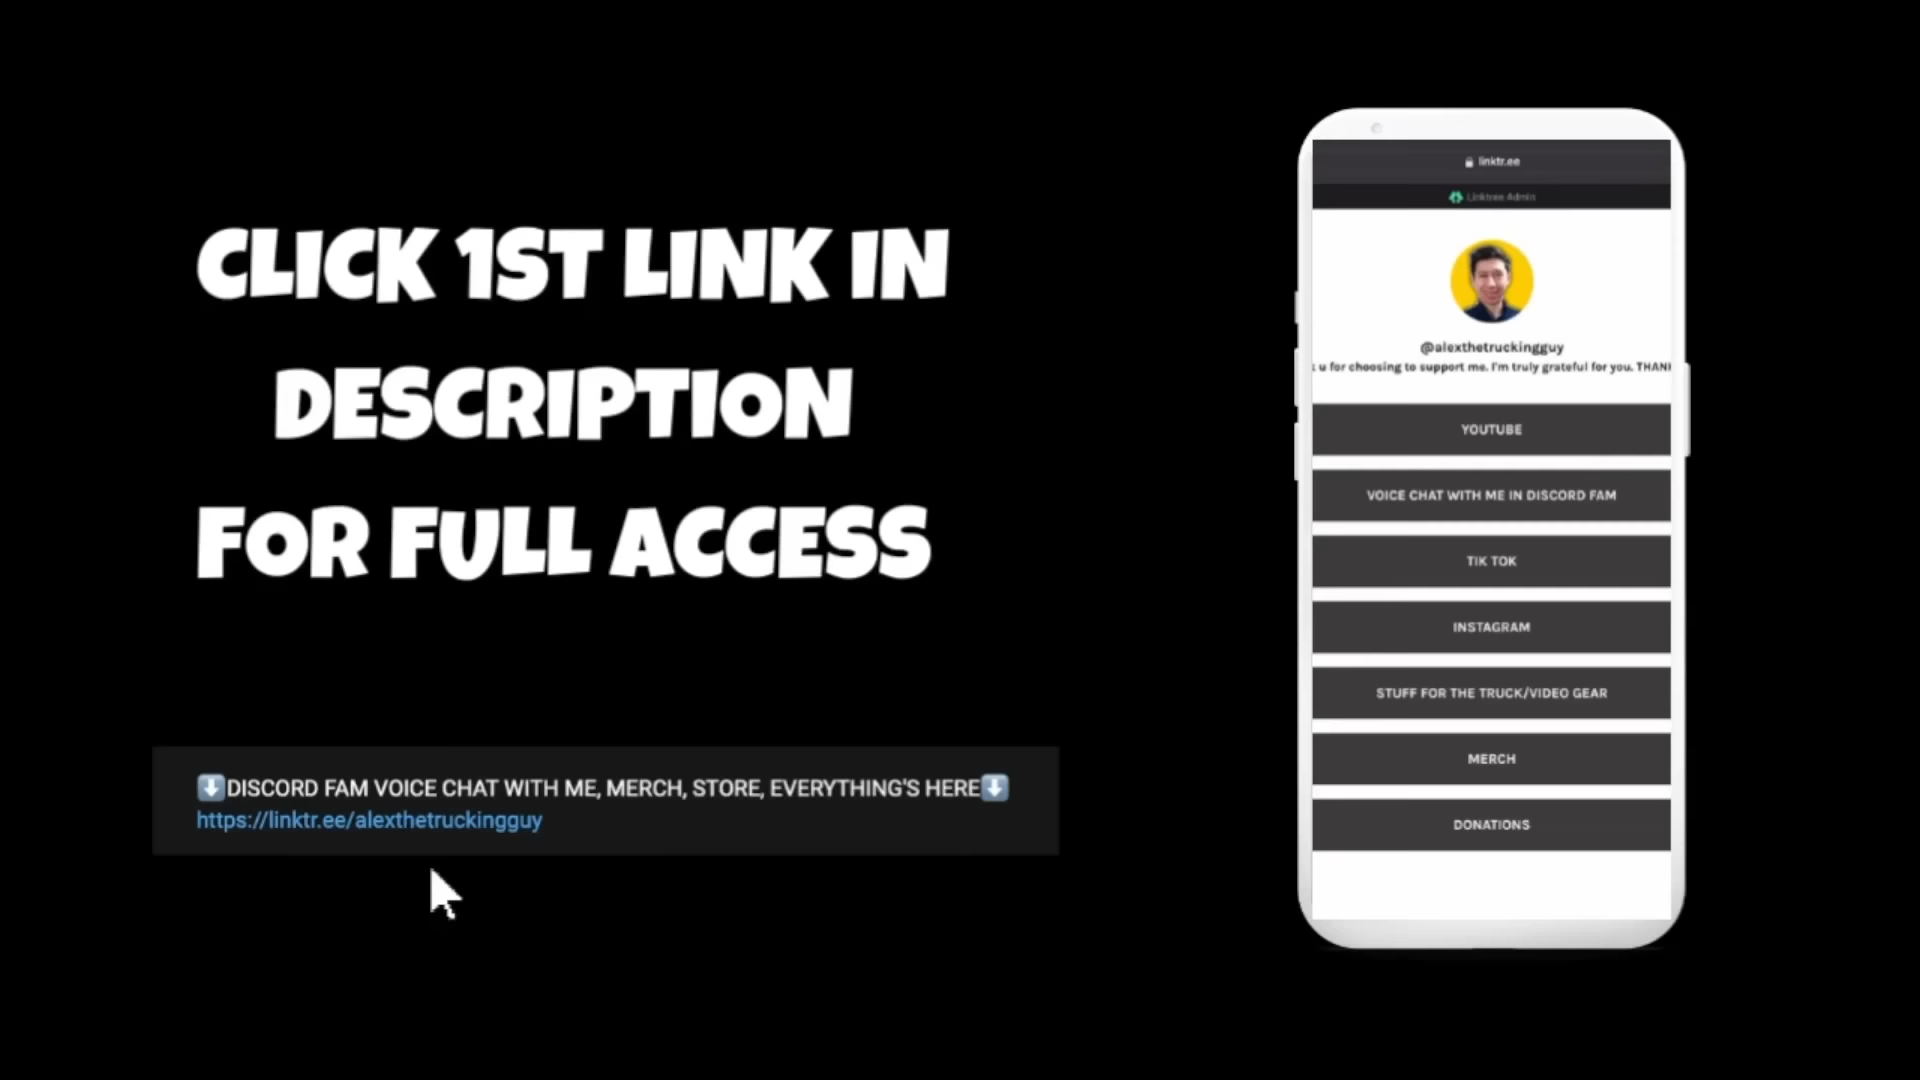 CLICK 1ST LINK IN
DESCRIPTION
FOR FULL ACCESS
⬇️DISCORD FAM VOICE CHAT WITH ME, MERCH, STORE, EVERYTHING'S HERE⬇️
https://linktr.ee/alexthetruckingguy
linktr.ee
Linktree Admin
@alexthetruckingguy
u for choosing to support me. I'm truly grateful for you. THANK
YOUTUBE
VOICE CHAT WITH ME IN DISCORD FAM
TIK TOK
INSTAGRAM
STUFF FOR THE TRUCK/VIDEO GEAR
MERCH
DONATIONS